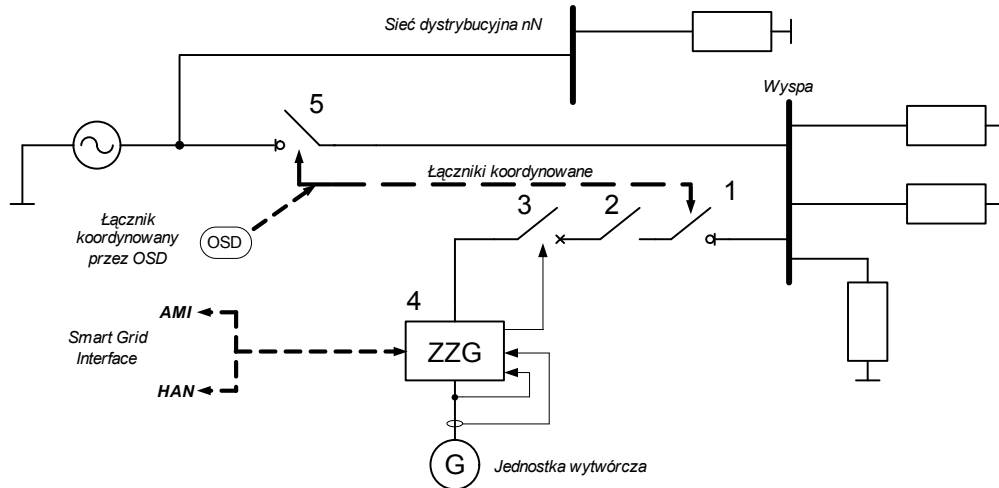 Sieć dystrybucyjna nN
Wyspa
5
Łączniki koordynowane
1
2
3
Łącznik
koordynowany
przez OSD
OSD
4
AMI
Smart Grid
Interface
HAN
ZZG
G
Jednostka wytwórcza